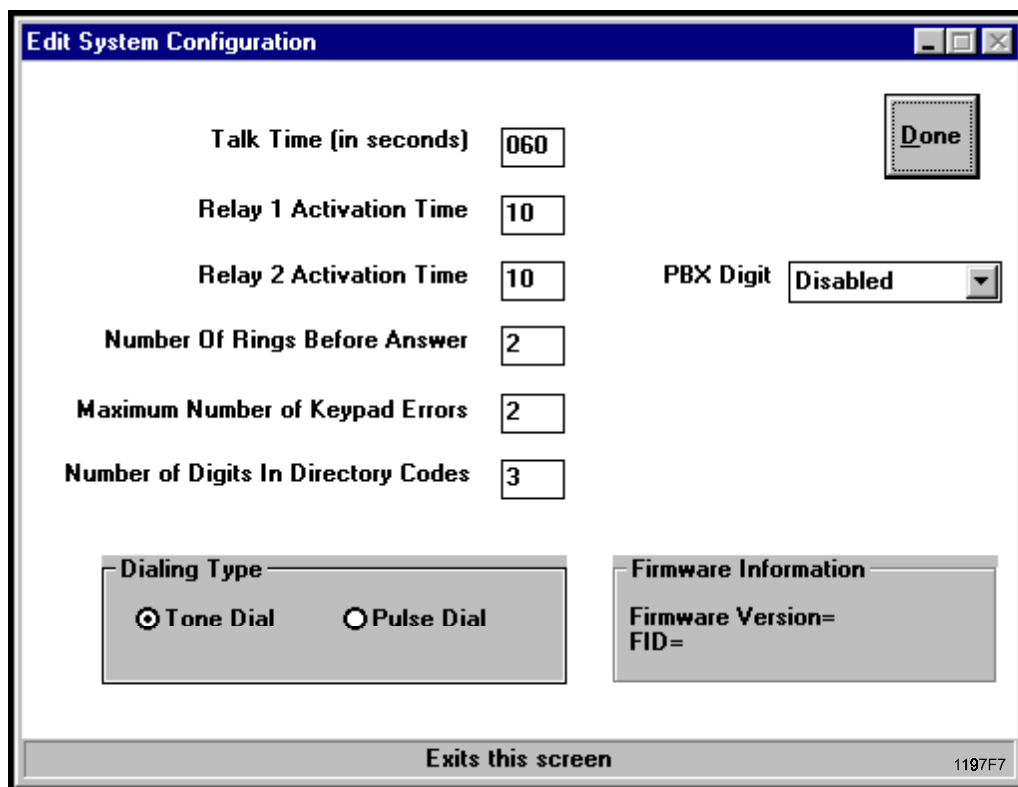 Edit System Configuration
Done
Talk Time (in seconds) 060
Relay 1 Activation Time 10
Relay 2 Activation Time 10
PBX Digit Disabled
Number Of Rings Before Answer 2
Maximum Number of Keypad Errors 2
Number of Digits In Directory Codes 3
Dialing Type
Tone Dial Pulse Dial
Firmware Information
Firmware Version=
FID=
Exits this screen
1197F7